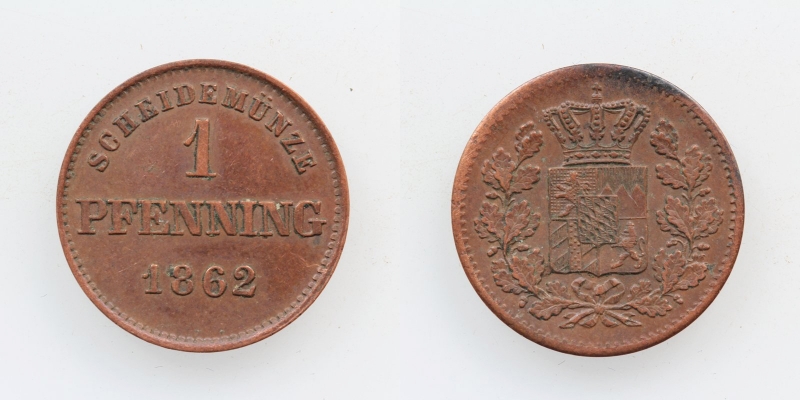 SCHEIDEMÜNZE
1
PFENNING
1862